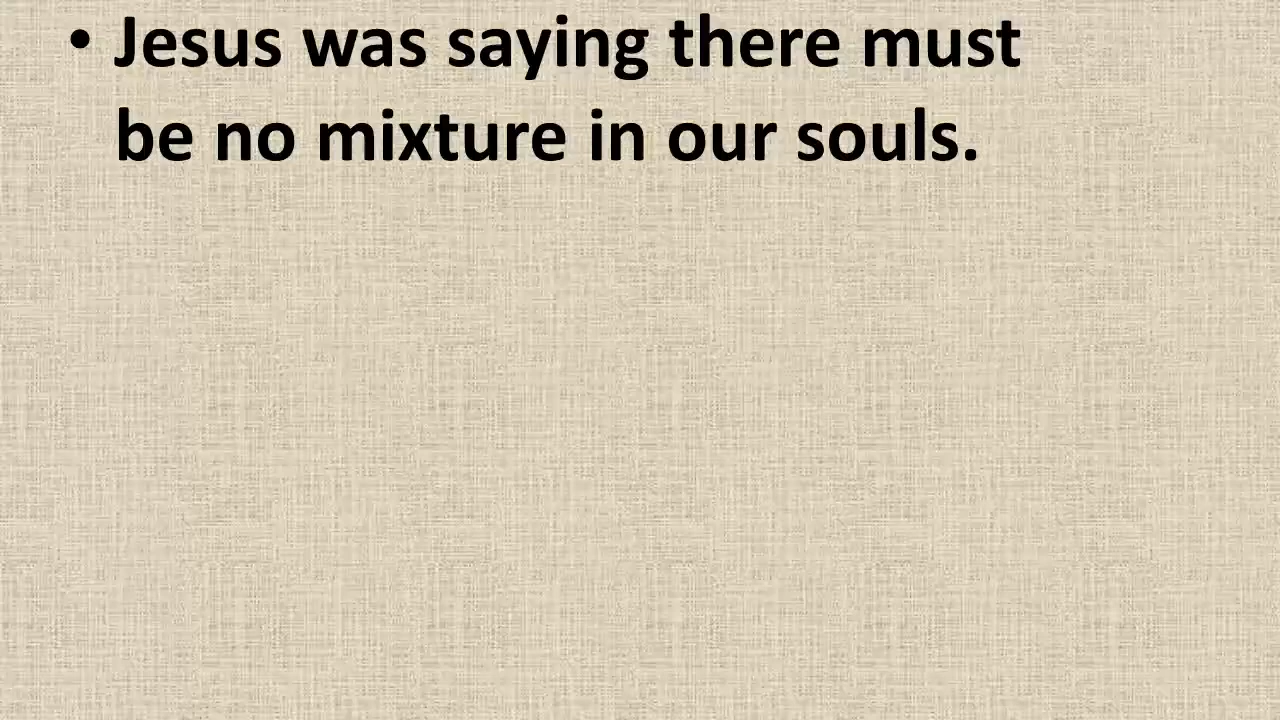 • Jesus was saying there must
be no mixture in our souls.